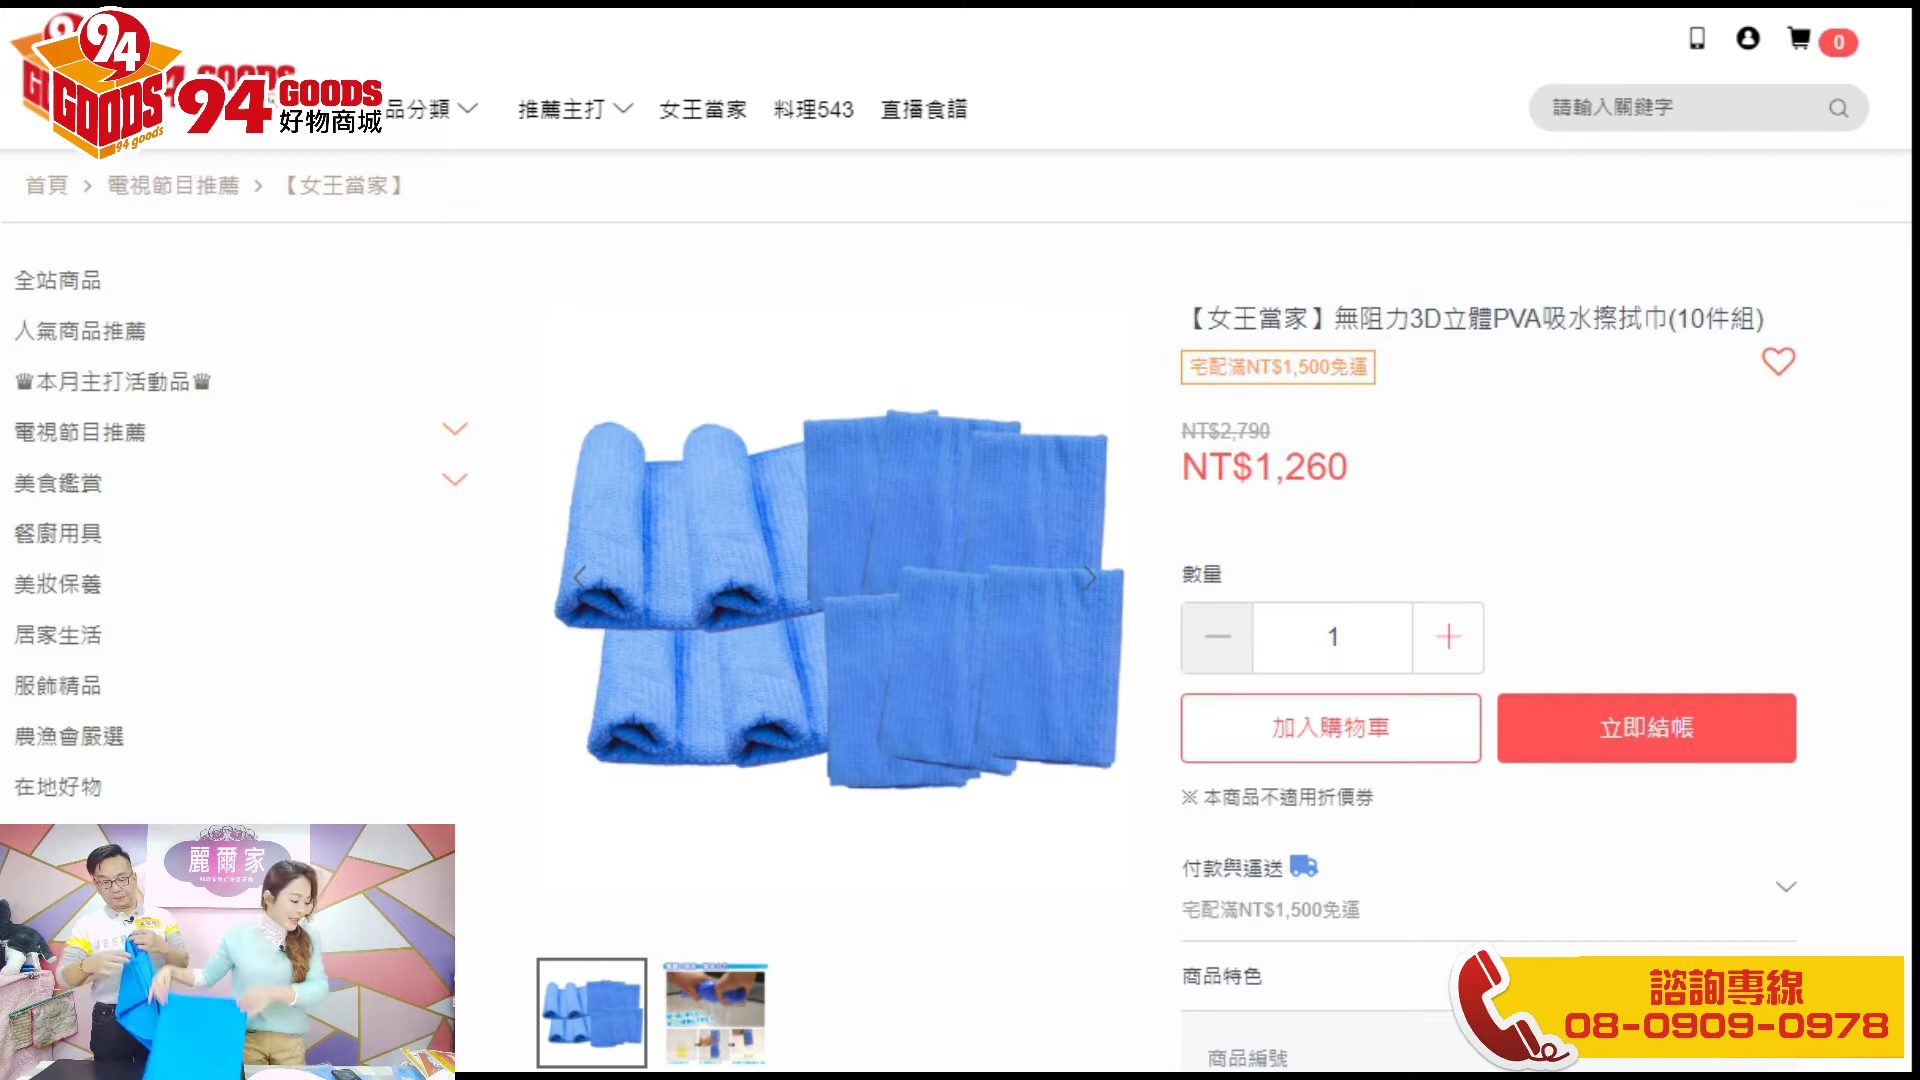 94
GOODS
94 goods
94 GOODS
好物商城
品分類
推薦主打
女王當家
料理543
直播食譜
0
請輸入關鍵字
首頁 > 電視節目推薦 > 【女王當家】
全站商品
人氣商品推薦
♛本月主打活動品♛
電視節目推薦
美食鑑賞
餐廚用具
美妝保養
居家生活
服飾精品
農漁會嚴選
在地好物
【女王當家】無阻力3D立體PVA吸水擦拭巾(10件組)
宅配滿NT$1,500免運
NT$2,790
NT$1,260
數量
1
加入購物車
立即結帳
※ 本商品不適用折價券
付款與運送
宅配滿NT$1,500免運
商品特色
商品編號
麗爾家
諮詢專線
08-0909-0978